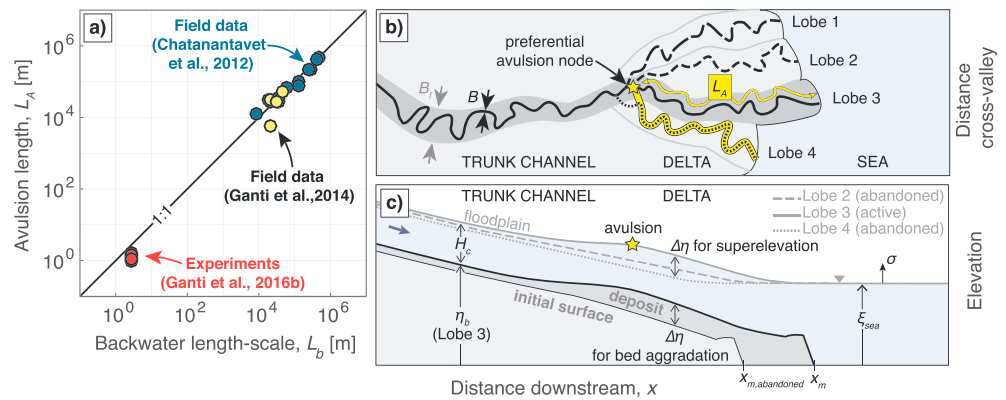 a)
Field data
(Chatanantavet
et al., 2012)
Field data
(Ganti et al.,2014)
Experiments
(Ganti et al., 2016b)
1:1
10^6
10^4
10^2
10^0
10^0
10^2
10^4
10^6
Avulsion length, L_A [m]
Backwater length-scale, L_b [m]
b)
preferential
avulsion node
B_f
B
L_A
Lobe 1
Lobe 2
Lobe 3
Lobe 4
TRUNK CHANNEL
DELTA
SEA
Distance
cross-valley
c)
TRUNK CHANNEL
DELTA
Lobe 2 (abandoned)
Lobe 3 (active)
Lobe 4 (abandoned)
floodplain
avulsion
Δη for superelevation
H_c
σ
deposit
initial surface
η_b
(Lobe 3)
Δη
for bed aggradation
ξ_sea
x_m,abandoned
x_m
Elevation
Distance downstream, x